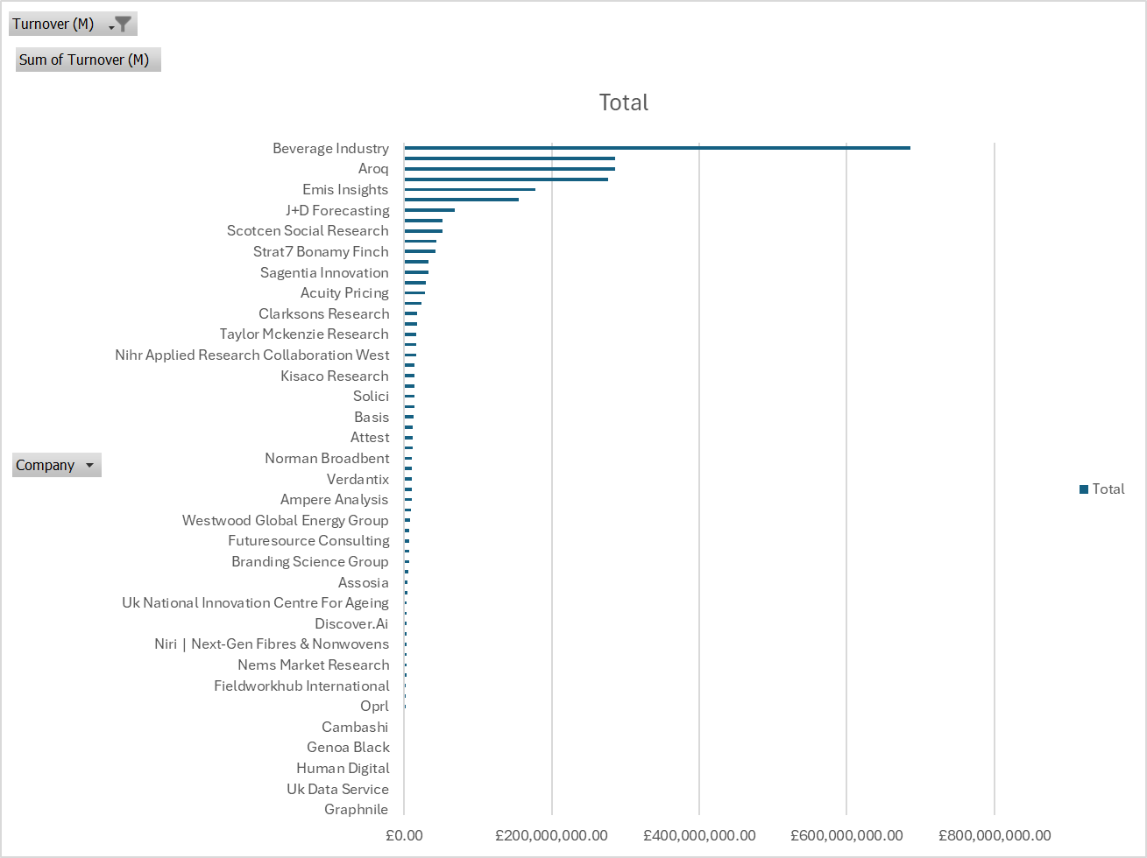 Turnover (M)
Sum of Turnover (M)
Total
Beverage Industry
Aroq
Emis Insights
J+D Forecasting
Scotcen Social Research
Strat7 Bonamy Finch
Sagentia Innovation
Acuity Pricing
Clarksons Research
Taylor Mckenzie Research
Nihr Applied Research Collaboration West
Kisaco Research
Solici
Basis
Attest
Norman Broadbent
Company
Verdantix
Total
Ampere Analysis
Westwood Global Energy Group
Futuresource Consulting
Branding Science Group
Assosia
Uk National Innovation Centre For Ageing
Discover.Ai
Niri | Next-Gen Fibres & Nonwovens
Nems Market Research
Fieldworkhub International
Oprl
Cambashi
Genoa Black
Human Digital
Uk Data Service
Graphnile
£0.00 £200,000,000.00 £400,000,000.00 £600,000,000.00 £800,000,000.00